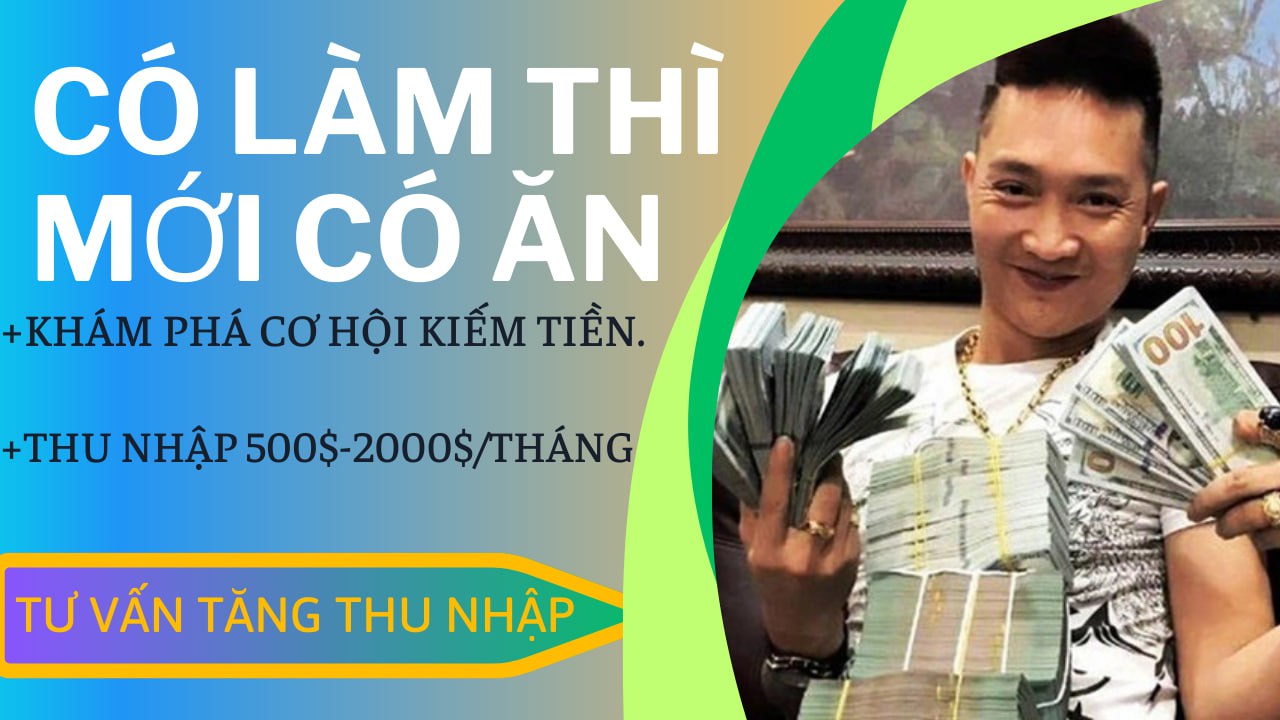 CÓ LÀM THÌ
MỚI CÓ ĂN
+KHÁM PHÁ CƠ HỘI KIẾM TIỀN.
+THU NHẬP 500$-2000$/THÁNG
TƯ VẤN TĂNG THU NHẬP
100